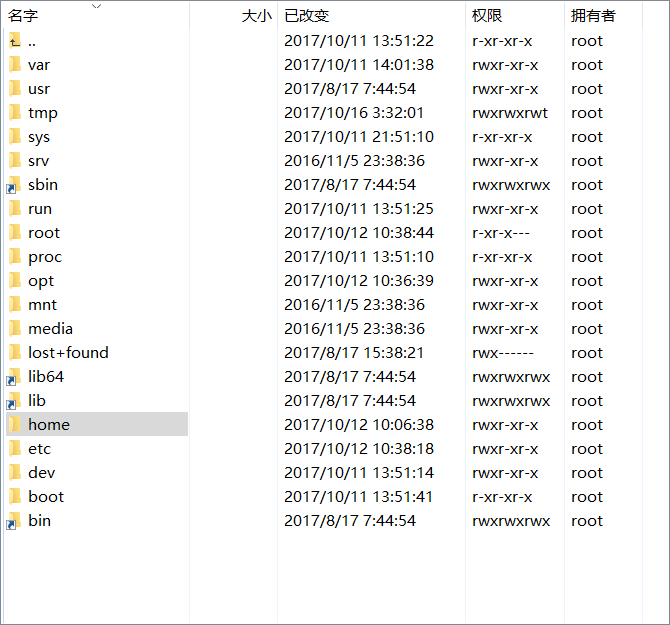 名字 大小 已改变 权限 拥有者
.. 2017/10/11 13:51:22 r-xr-xr-x root
var 2017/10/11 14:01:38 rwxr-xr-x root
usr 2017/8/17 7:44:54 rwxr-xr-x root
tmp 2017/10/16 3:32:01 rwxrwxrwt root
sys 2017/10/11 21:51:10 r-xr-xr-x root
srv 2016/11/5 23:38:36 rwxr-xr-x root
sbin 2017/8/17 7:44:54 rwxrwxrwx root
run 2017/10/11 13:51:25 rwxr-xr-x root
root 2017/10/12 10:38:44 r-xr-x--- root
proc 2017/10/11 13:51:10 r-xr-xr-x root
opt 2017/10/12 10:36:39 rwxr-xr-x root
mnt 2016/11/5 23:38:36 rwxr-xr-x root
media 2016/11/5 23:38:36 rwxr-xr-x root
lost+found 2017/8/17 15:38:21 rwx------ root
lib64 2017/8/17 7:44:54 rwxrwxrwx root
lib 2017/8/17 7:44:54 rwxrwxrwx root
home 2017/10/12 10:06:38 rwxr-xr-x root
etc 2017/10/12 10:38:18 rwxr-xr-x root
dev 2017/10/11 13:51:14 rwxr-xr-x root
boot 2017/10/11 13:51:41 r-xr-xr-x root
bin 2017/8/17 7:44:54 rwxrwxrwx root